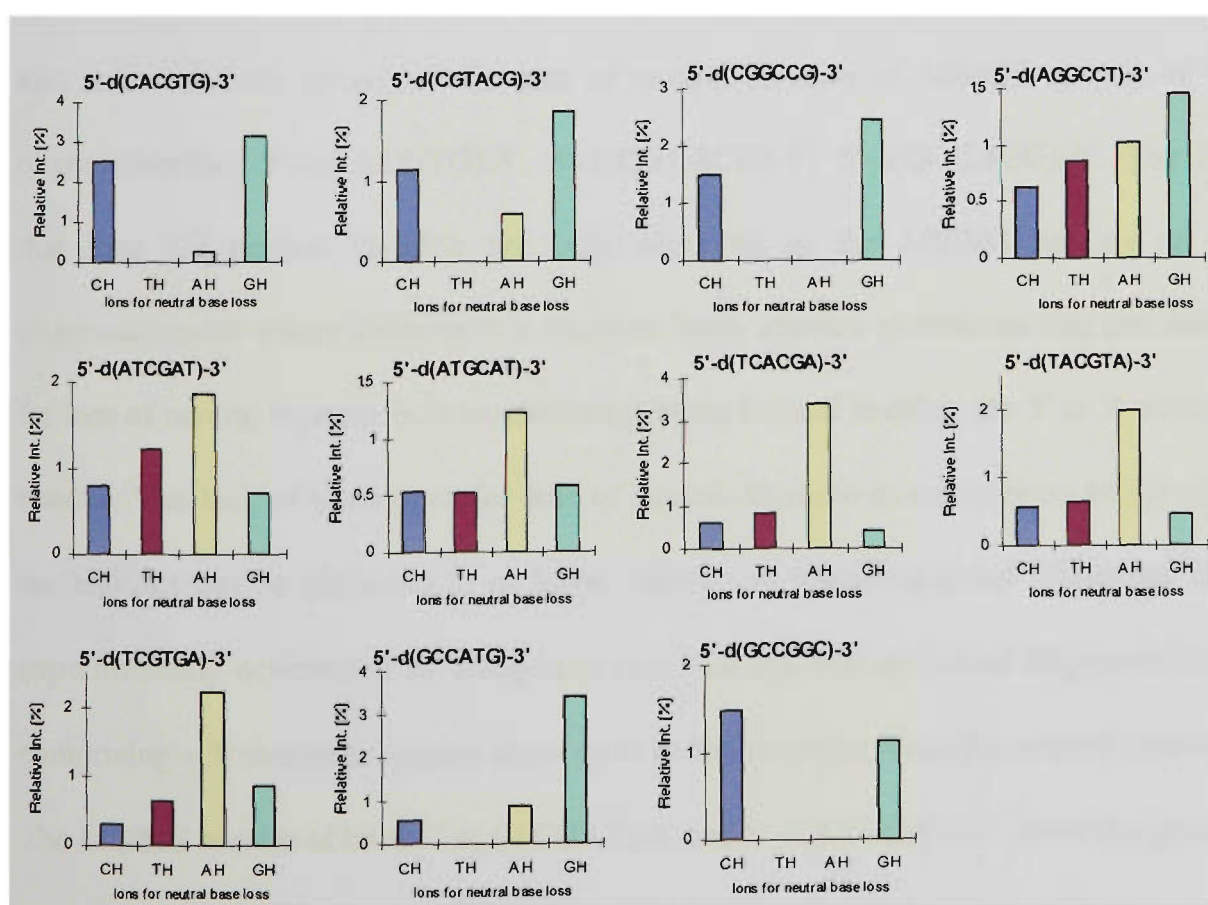 5'-d(CACGTG)-3'
Relative Int. [%]
4
3
2
1
0
CH TH AH GH
Ions for neutral base loss
5'-d(CGTACG)-3'
Relative Int. [%]
2
1
0
CH TH AH GH
Ions for neutral base loss
5'-d(CGGCCG)-3'
Relative Int. [%]
3
2
1
0
CH TH AH GH
Ions for neutral base loss
5'-d(AGGCCT)-3'
Relative Int. [%]
15
1
0.5
0
CH TH AH GH
Ions for neutral base loss
5'-d(ATCGAT)-3'
Relative Int. [%]
2
1
0
CH TH AH GH
Ions for neutral base loss
5'-d(ATGCAT)-3'
Relative Int. [%]
15
1
0.5
0
CH TH AH GH
Ions for neutral base loss
5'-d(TCACGA)-3'
Relative Int. [%]
4
3
2
1
0
CH TH AH GH
Ions for neutral base loss
5'-d(TACGTA)-3'
Relative Int. [%]
2
1
0
CH TH AH GH
Ions for neutral base loss
5'-d(TCGTGA)-3'
Relative Int. [%]
2
1
0
CH TH AH GH
Ions for neutral base loss
5'-d(GCCATG)-3'
Relative Int. [%]
4
3
2
1
0
CH TH AH GH
Ions for neutral base loss
5'-d(GCCGGC)-3'
Relative Int. [%]
2
1
0
CH TH AH GH
Ions for neutral base loss